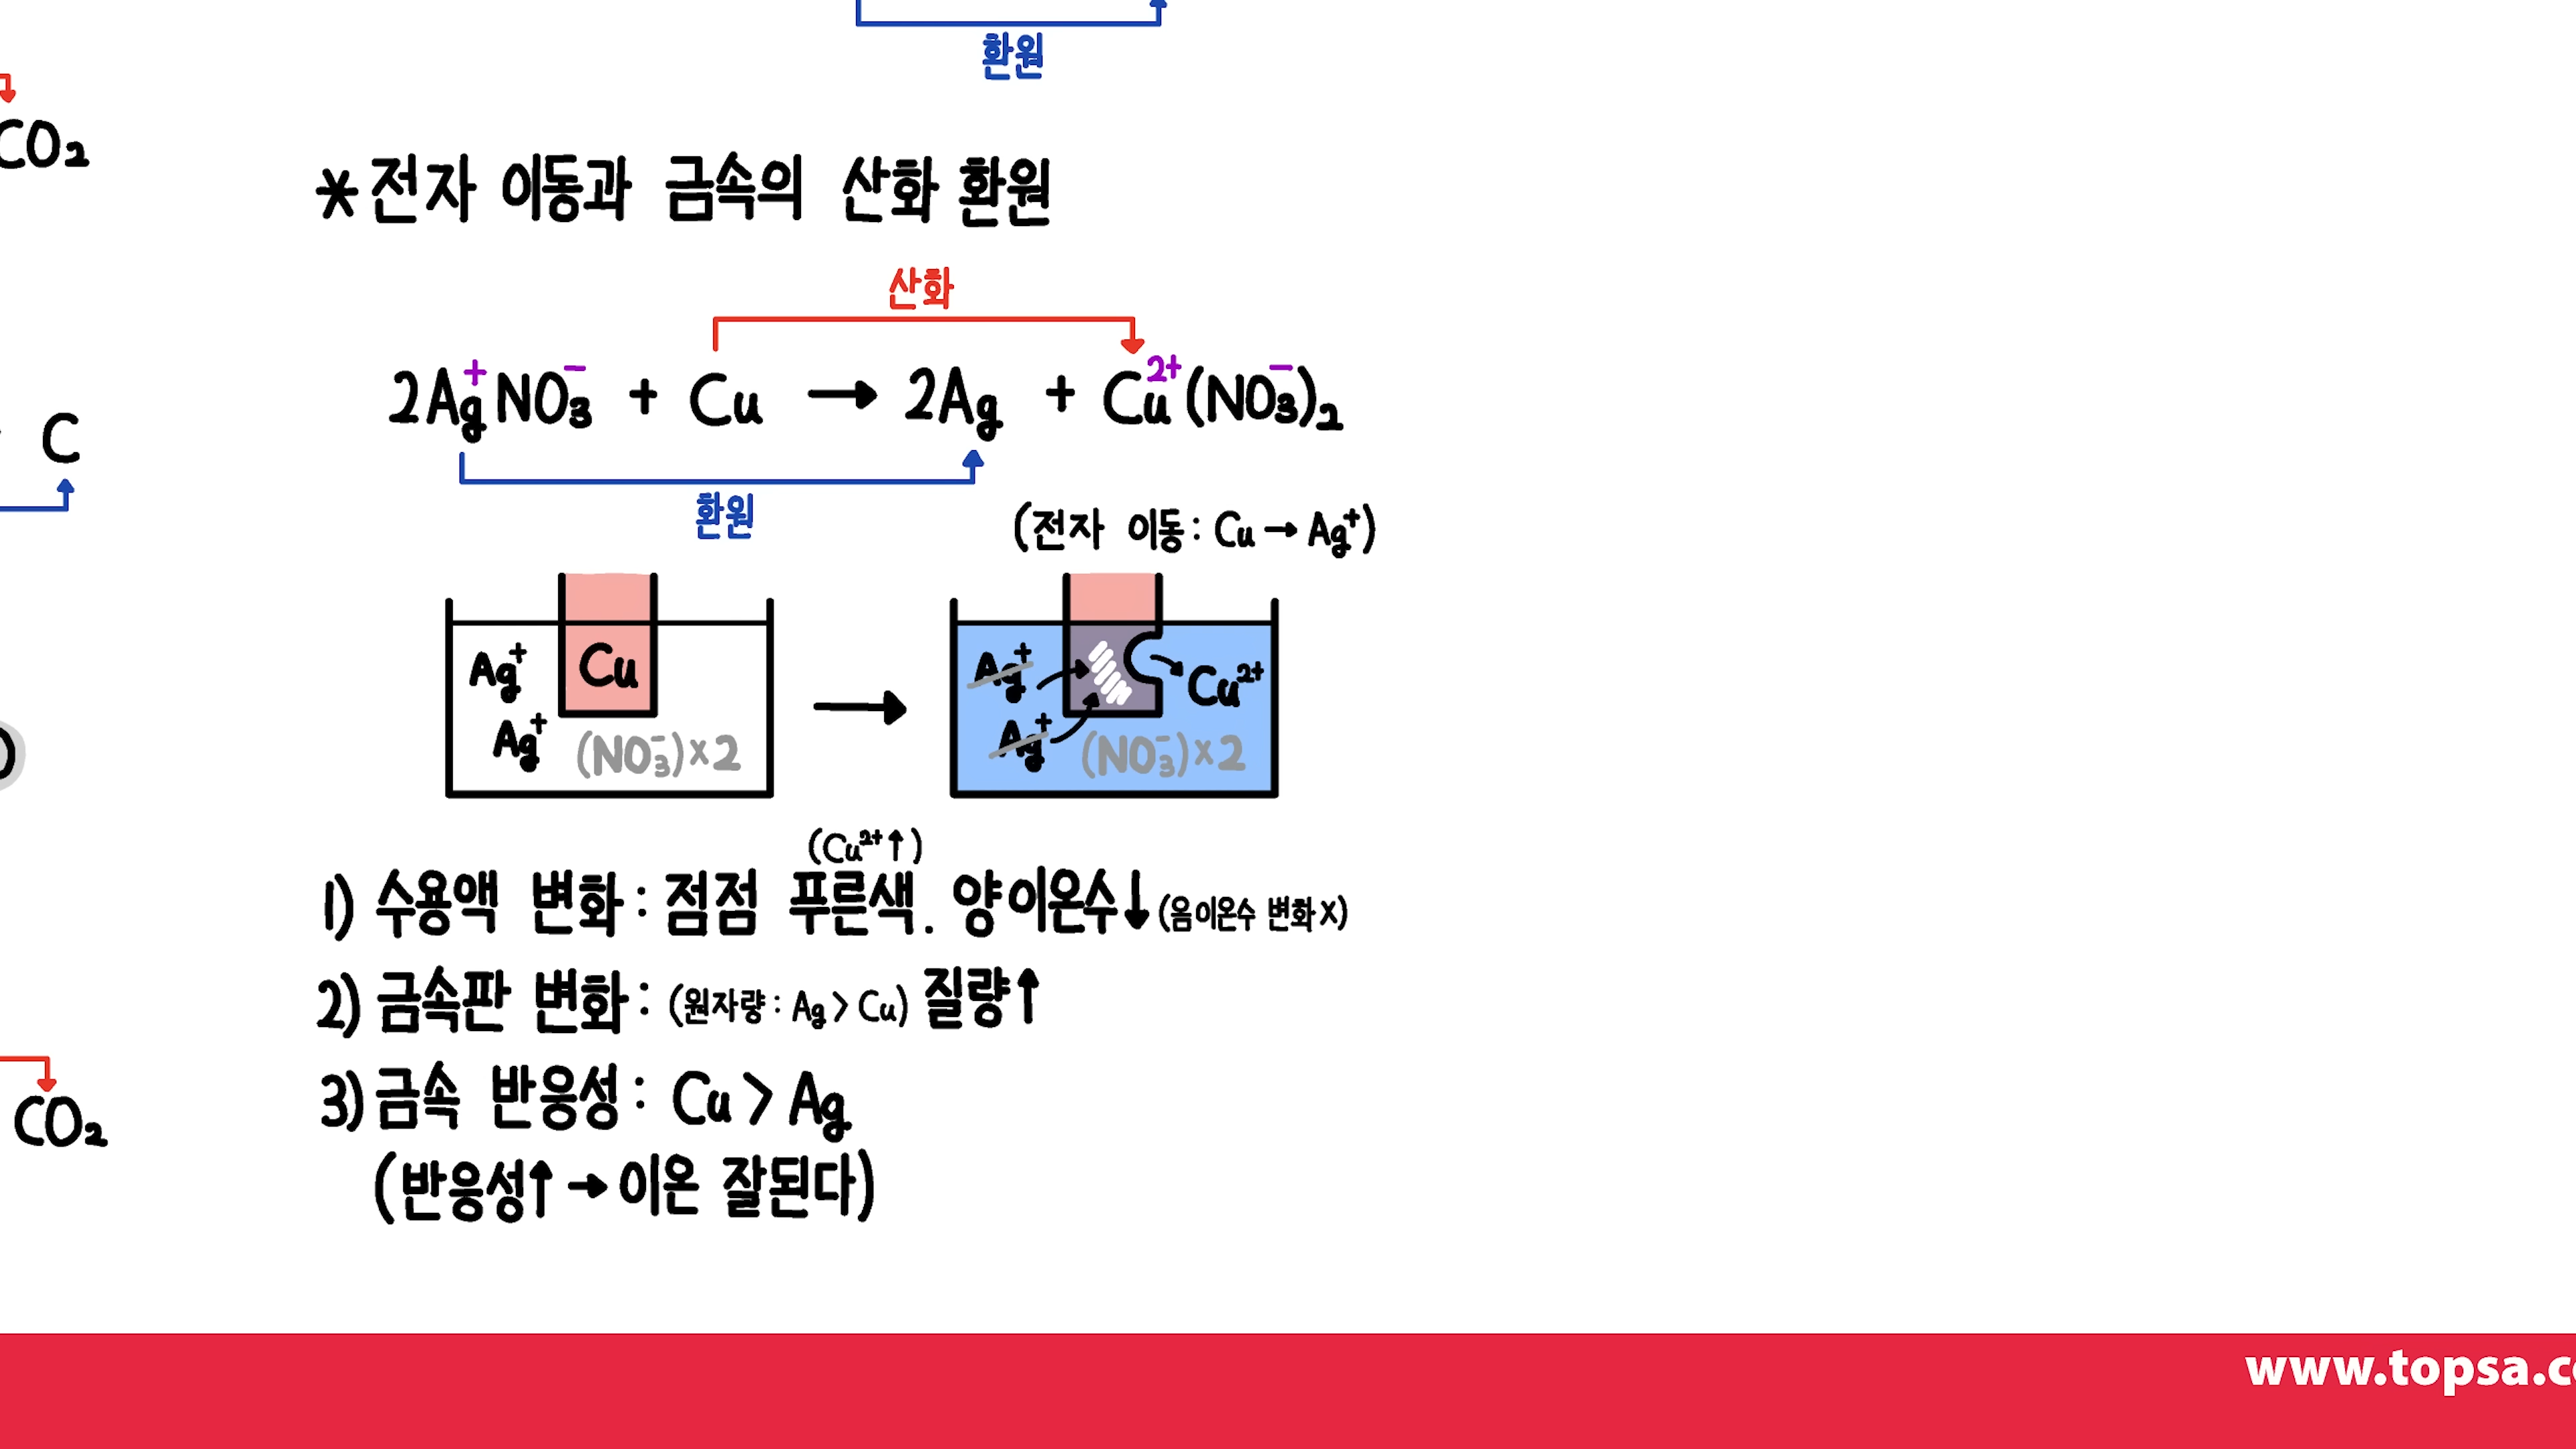 환원
CO₂
*전자 이동과 금속의 산화 환원
산화
2Ag⁺NO₃⁻ + Cu → 2Ag + Cu²⁺(NO₃⁻)₂
C
환원
(전자 이동: Cu → Ag⁺)
Ag⁺ Cu
Ag⁺ (NO₃⁻)×2
→
Ag⁺ Cu²⁺
Ag⁺ (NO₃⁻)×2
(Cu²⁺↑)
1) 수용액 변화: 점점 푸른색. 양이온수↓(음이온수 변화X)
2) 금속판 변화: (원자량: Ag > Cu) 질량↑
3) 금속 반응성: Cu > Ag
CO₂
(반응성↑ → 이온 잘된다)